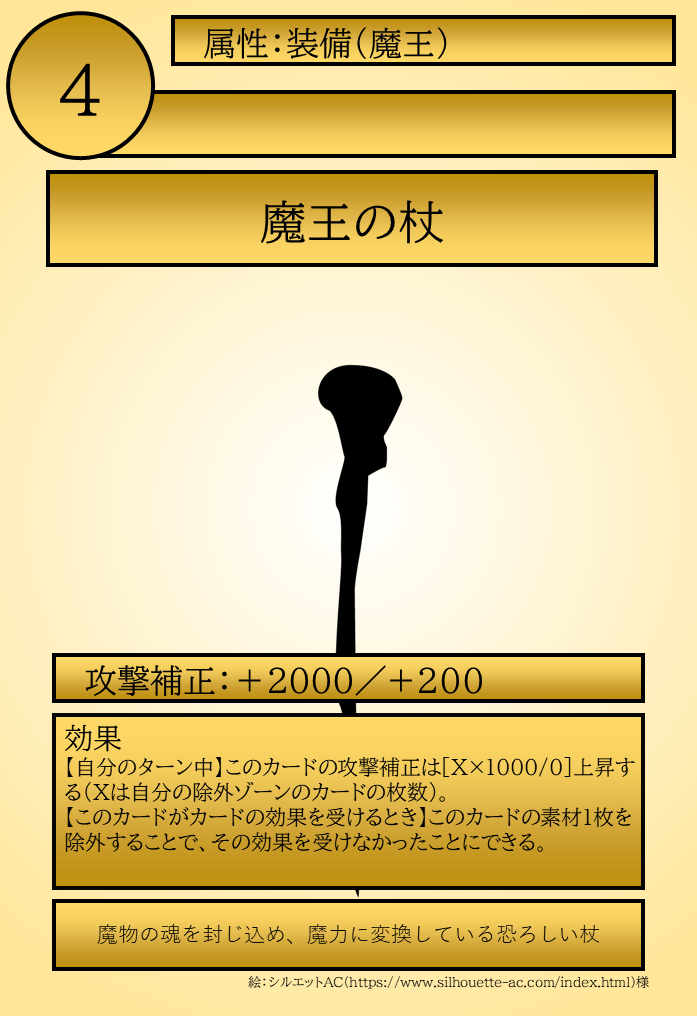 属性：装備（魔王）
4
魔王の杖
攻撃補正：＋2000／＋200
効果
【自分のターン中】このカードの攻撃補正は[X×1000/0]上昇す
る（Xは自分の除外ゾーンのカードの枚数）。
【このカードがカードの効果を受けるとき】このカードの素材1枚を
除外することで、その効果を受けなかったことにできる。
魔物の魂を封じ込め、魔力に変換している恐ろしい杖
絵：シルエットAC（https://www.silhouette-ac.com/index.html）様